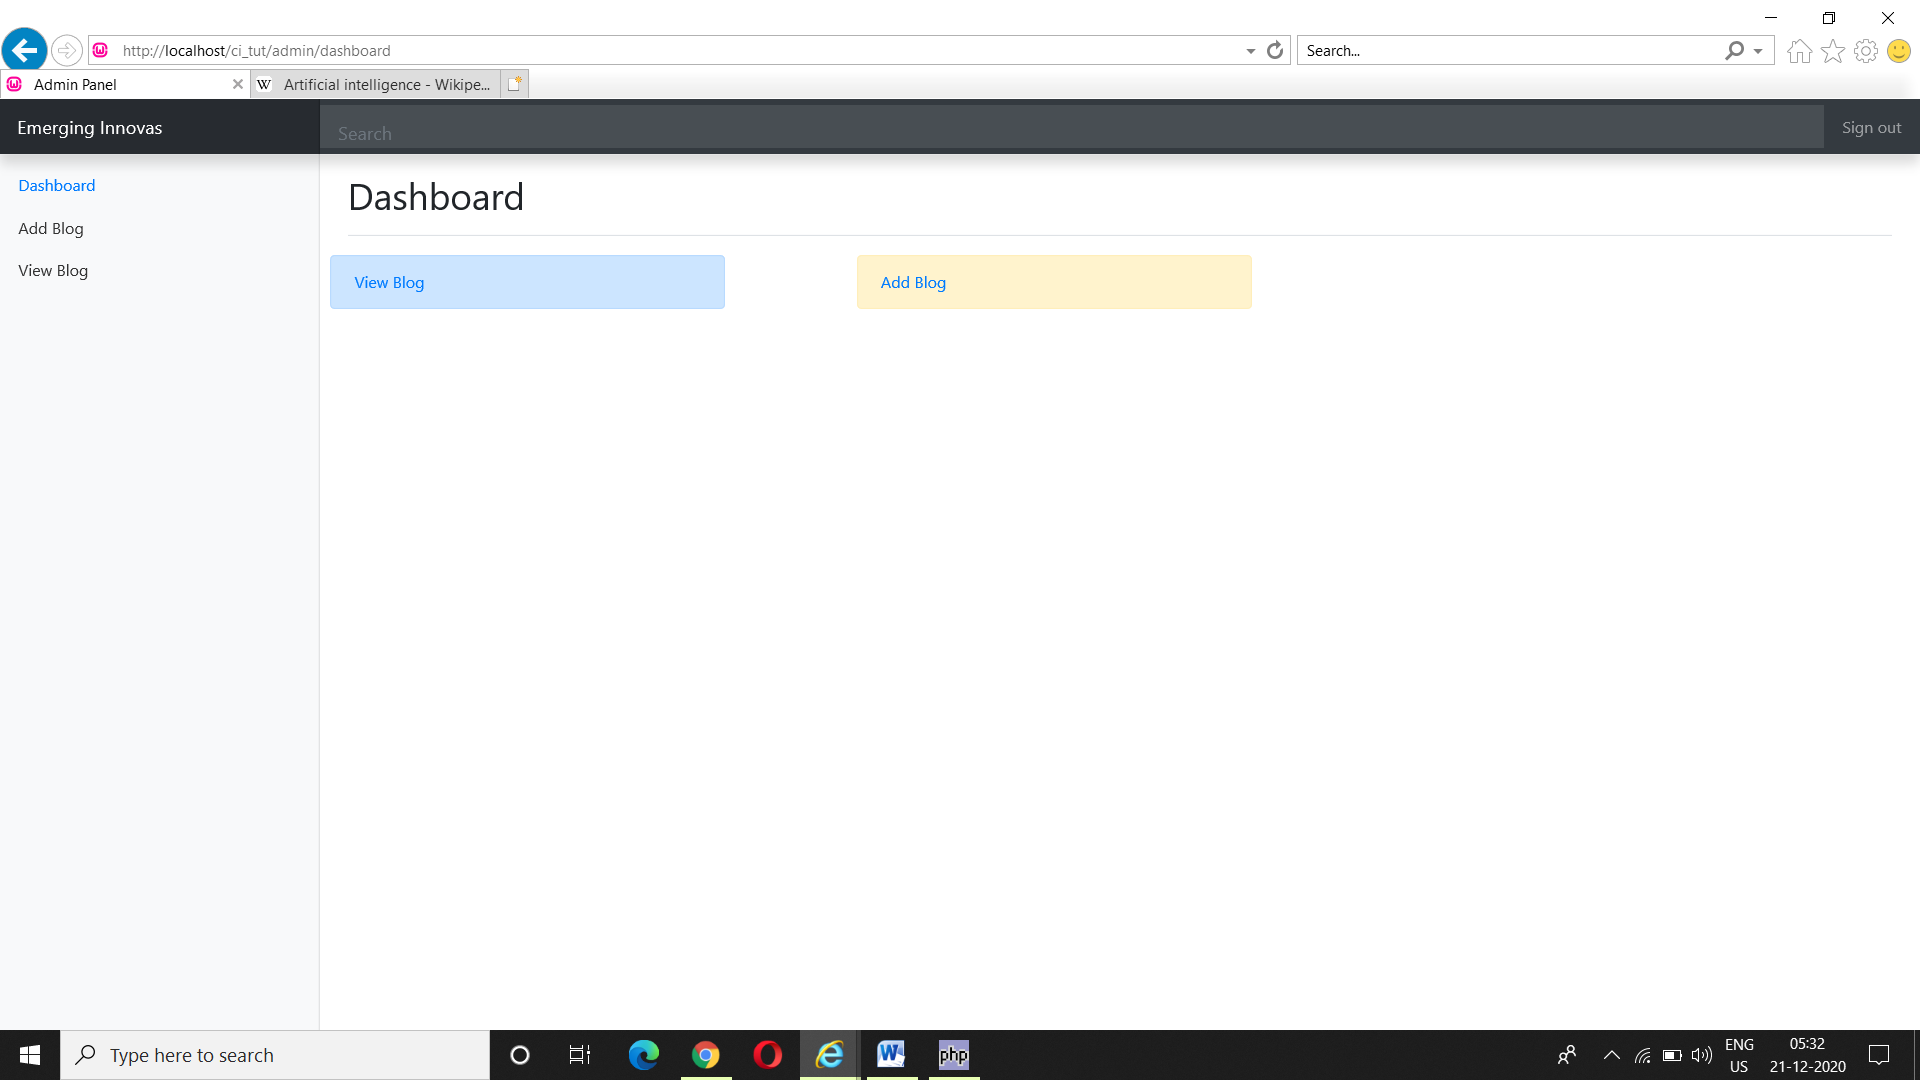 http://localhost/ci_tut/admin/dashboard
Search...
Admin Panel
W Artificial intelligence - Wikipe...
Emerging Innovas
Search
Sign out
Dashboard
Add Blog
View Blog
Dashboard
View Blog
Add Blog
Type here to search
W
php
ENG
US
05:32
21-12-2020